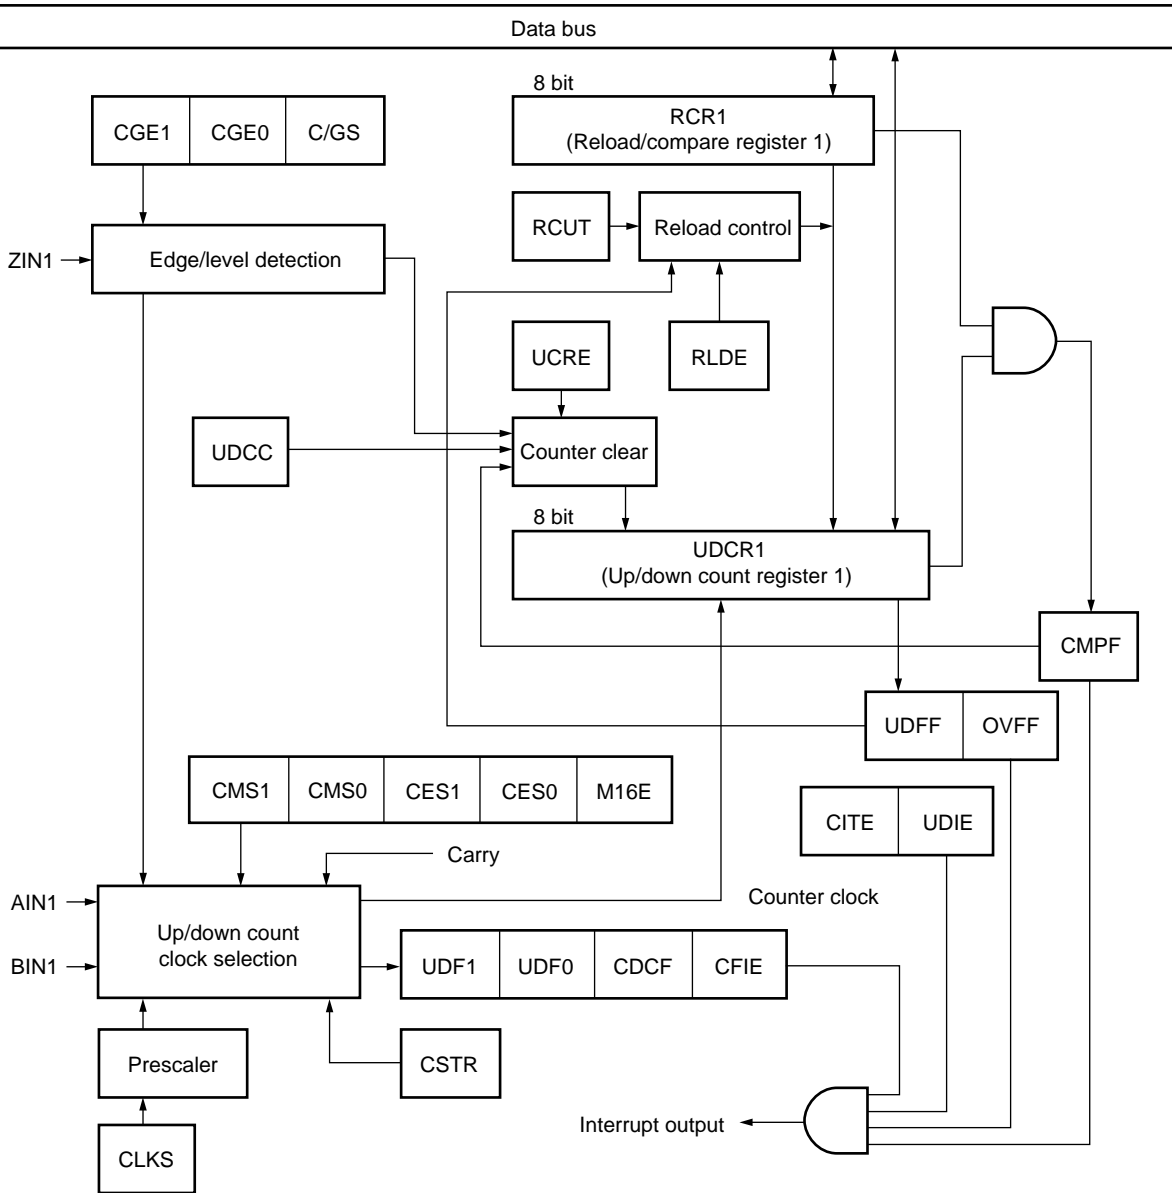 Data bus
8 bit
CGE1 CGE0 C/GS
RCR1
(Reload/compare register 1)
RCUT
Reload control
ZIN1
Edge/level detection
UCRE
RLDE
UDCC
Counter clear
8 bit
UDCR1
(Up/down count register 1)
CMPF
UDFF OVFF
CMS1 CMS0 CES1 CES0 M16E
CITE UDIE
Carry
Counter clock
AIN1
BIN1
Up/down count
clock selection
UDF1 UDF0 CDCF CFIE
Prescaler
CSTR
Interrupt output
CLKS